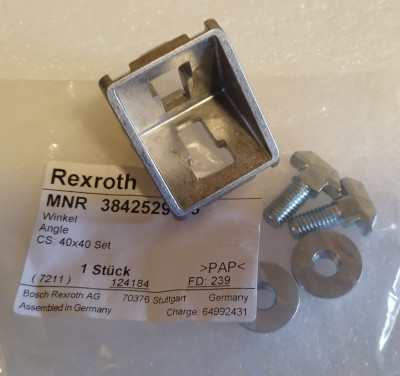 Rexroth
MNR 3842529
Winkel
Angle
CS: 40x40 Set
1 Stück >PAP<
( 7211 ) 124184 FD: 239
Bosch Rexroth AG 70376 Stuttgart Germany
Assembled in Germany Charge: 64992431